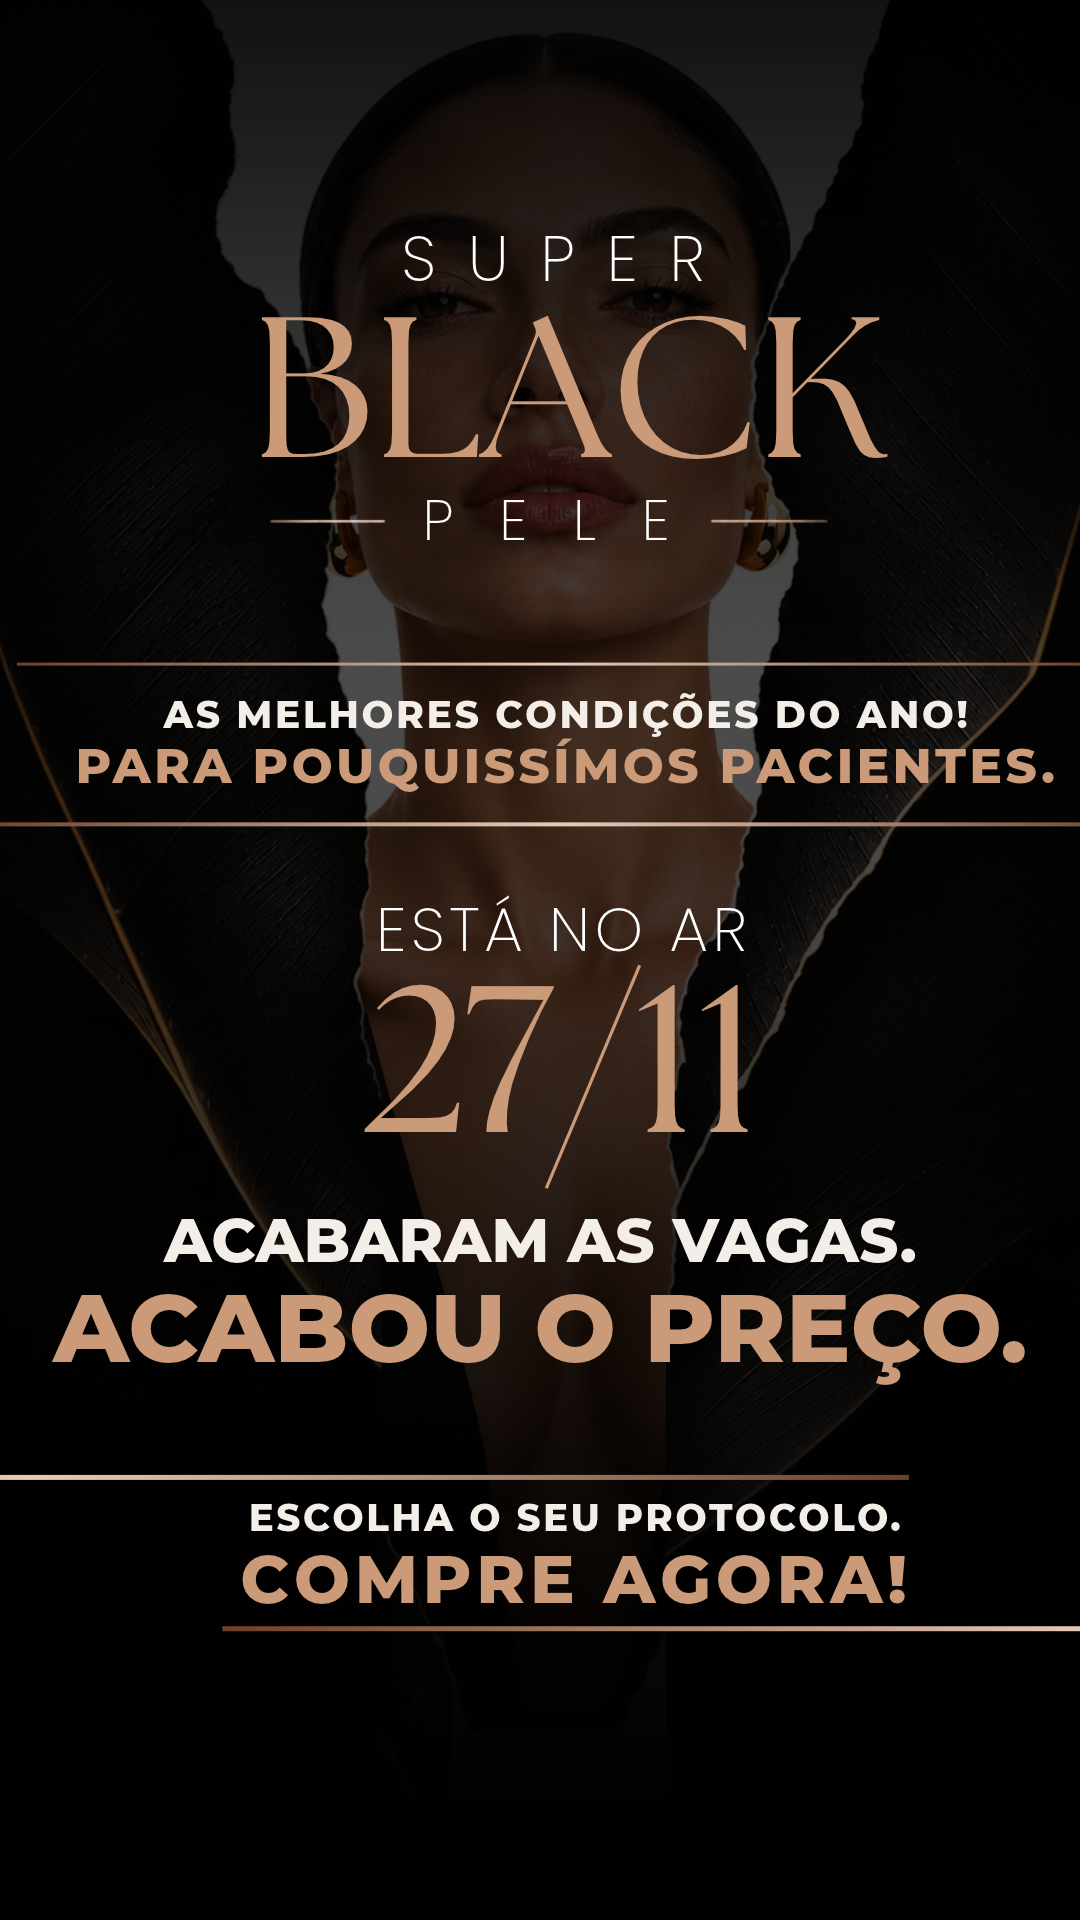 SUPER
BLACK
PELE
AS MELHORES CONDIÇÕES DO ANO!
PARA POUQUISSÍMOS PACIENTES.
ESTÁ NO AR
27/11
ACABARAM AS VAGAS.
ACABOU O PREÇO.
ESCOLHA O SEU PROTOCOLO.
COMPRE AGORA!